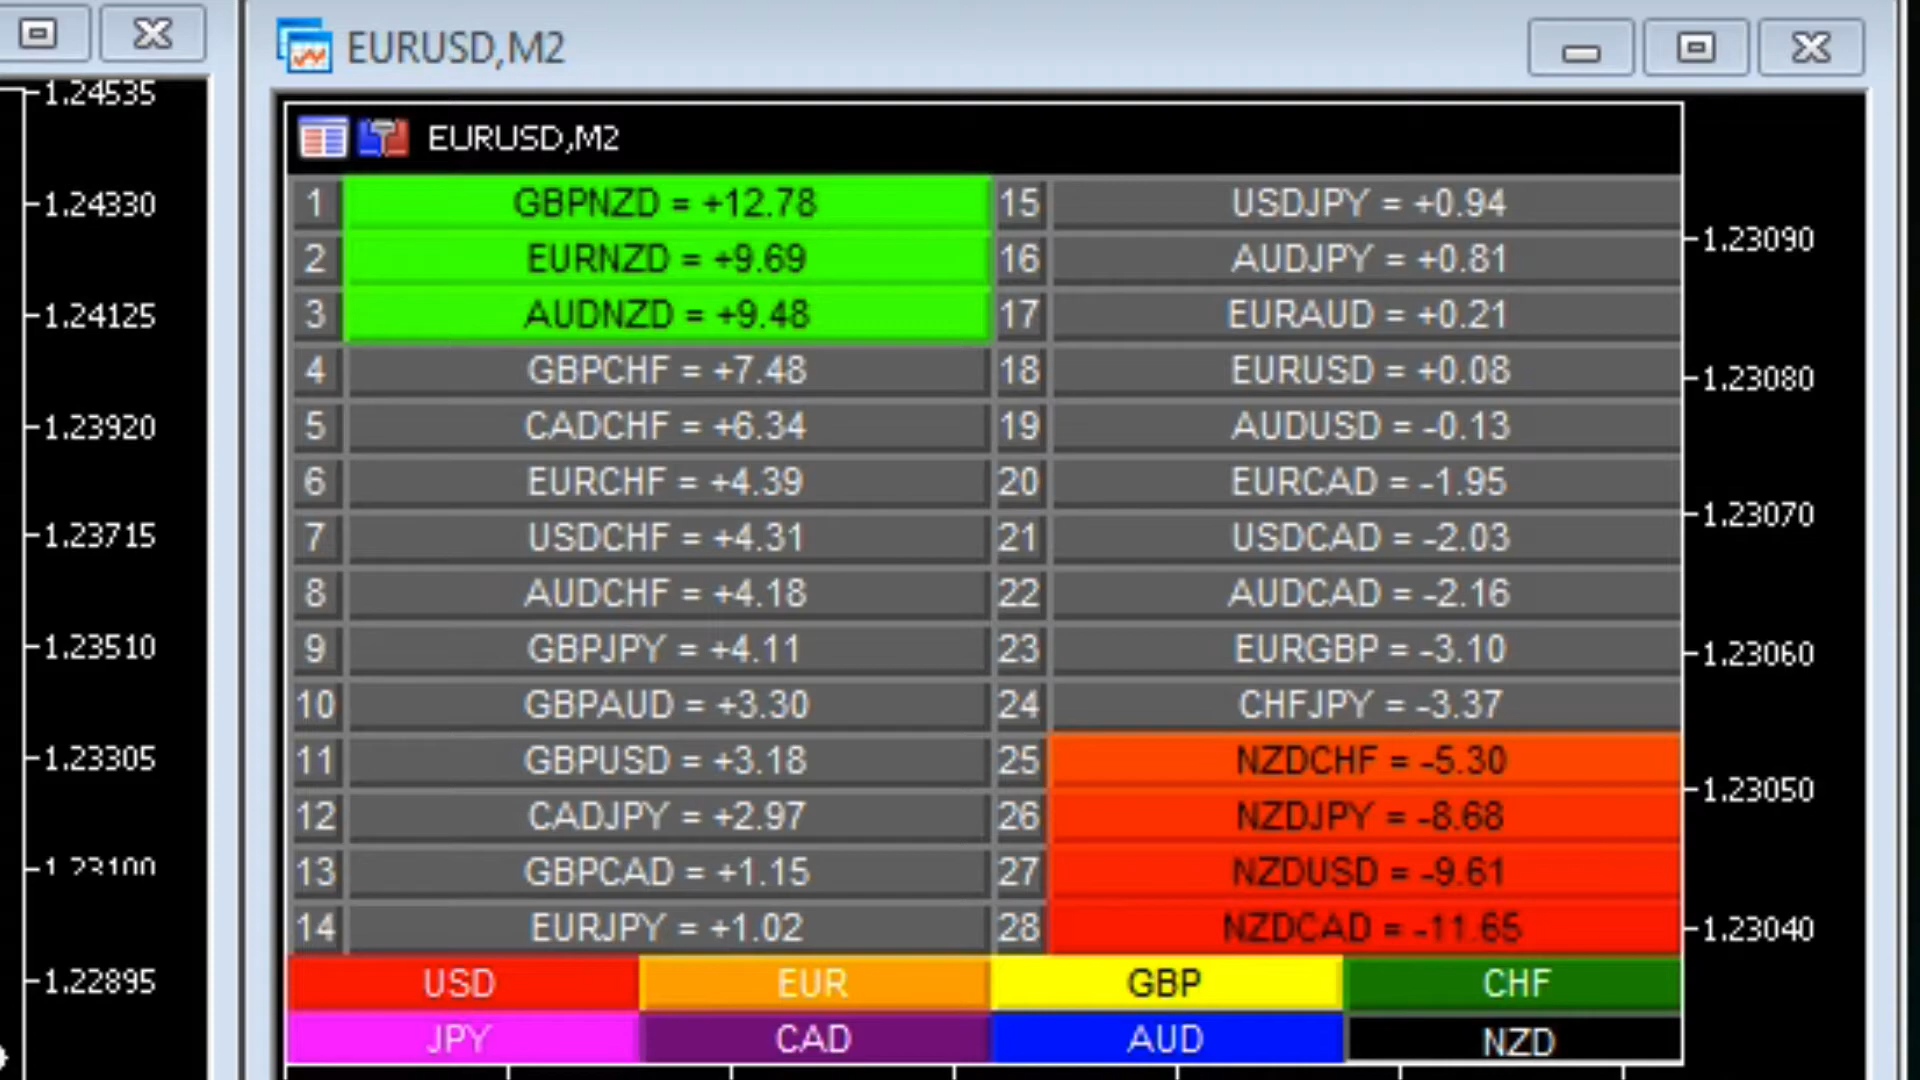 EURUSD,M2
1.24535
1.24330
1.24125
1.23920
1.23715
1.23510
1.23305
1.23100
1.22895
EURUSD,M2
1 GBPNZD = +12.78 15 USDJPY = +0.94
2 EURNZD = +9.69 16 AUDJPY = +0.81
3 AUDNZD = +9.48 17 EURAUD = +0.21
4 GBPCHF = +7.48 18 EURUSD = +0.08
5 CADCHF = +6.34 19 AUDUSD = -0.13
6 EURCHF = +4.39 20 EURCAD = -1.95
7 USDCHF = +4.31 21 USDCAD = -2.03
8 AUDCHF = +4.18 22 AUDCAD = -2.16
9 GBPJPY = +4.11 23 EURGBP = -3.10
10 GBPAUD = +3.30 24 CHFJPY = -3.37
11 GBPUSD = +3.18 25 NZDCHF = -5.30
12 CADJPY = +2.97 26 NZDJPY = -8.68
13 GBPCAD = +1.15 27 NZDUSD = -9.61
14 EURJPY = +1.02 28 NZDCAD = -11.65
USD EUR GBP CHF
JPY CAD AUD NZD
1.23090
1.23080
1.23070
1.23060
1.23050
1.23040